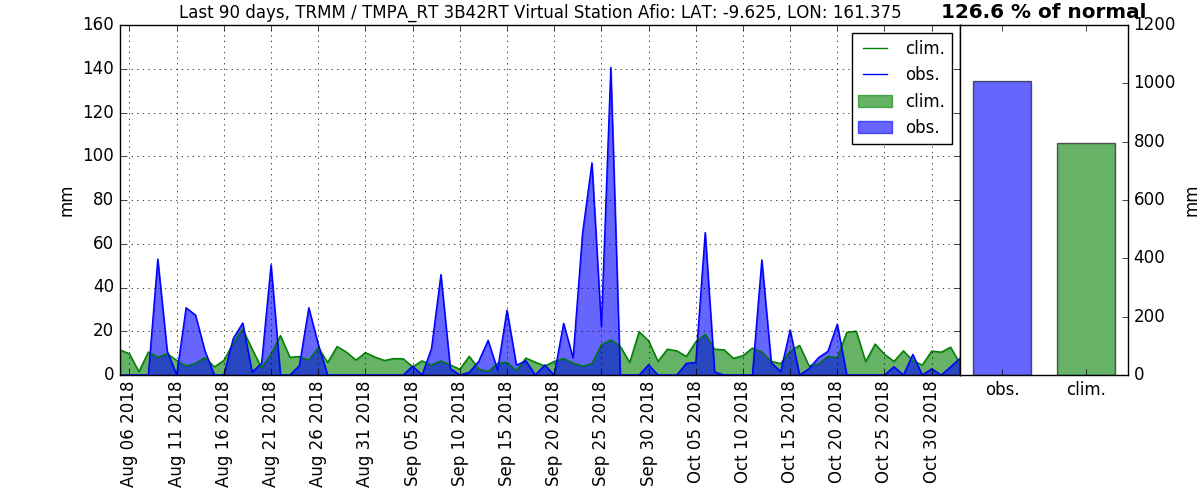 Last 90 days, TRMM / TMPA_RT 3B42RT Virtual Station Afio: LAT: -9.625, LON: 161.375
126.6 % of normal
160
140
120
100
80
60
40
20
0
mm
clim.
obs.
clim.
obs.
Aug 06 2018
Aug 11 2018
Aug 16 2018
Aug 21 2018
Aug 26 2018
Aug 31 2018
Sep 05 2018
Sep 10 2018
Sep 15 2018
Sep 20 2018
Sep 25 2018
Sep 30 2018
Oct 05 2018
Oct 10 2018
Oct 15 2018
Oct 20 2018
Oct 25 2018
Oct 30 2018
1200
1000
800
600
400
200
0
mm
obs.
clim.